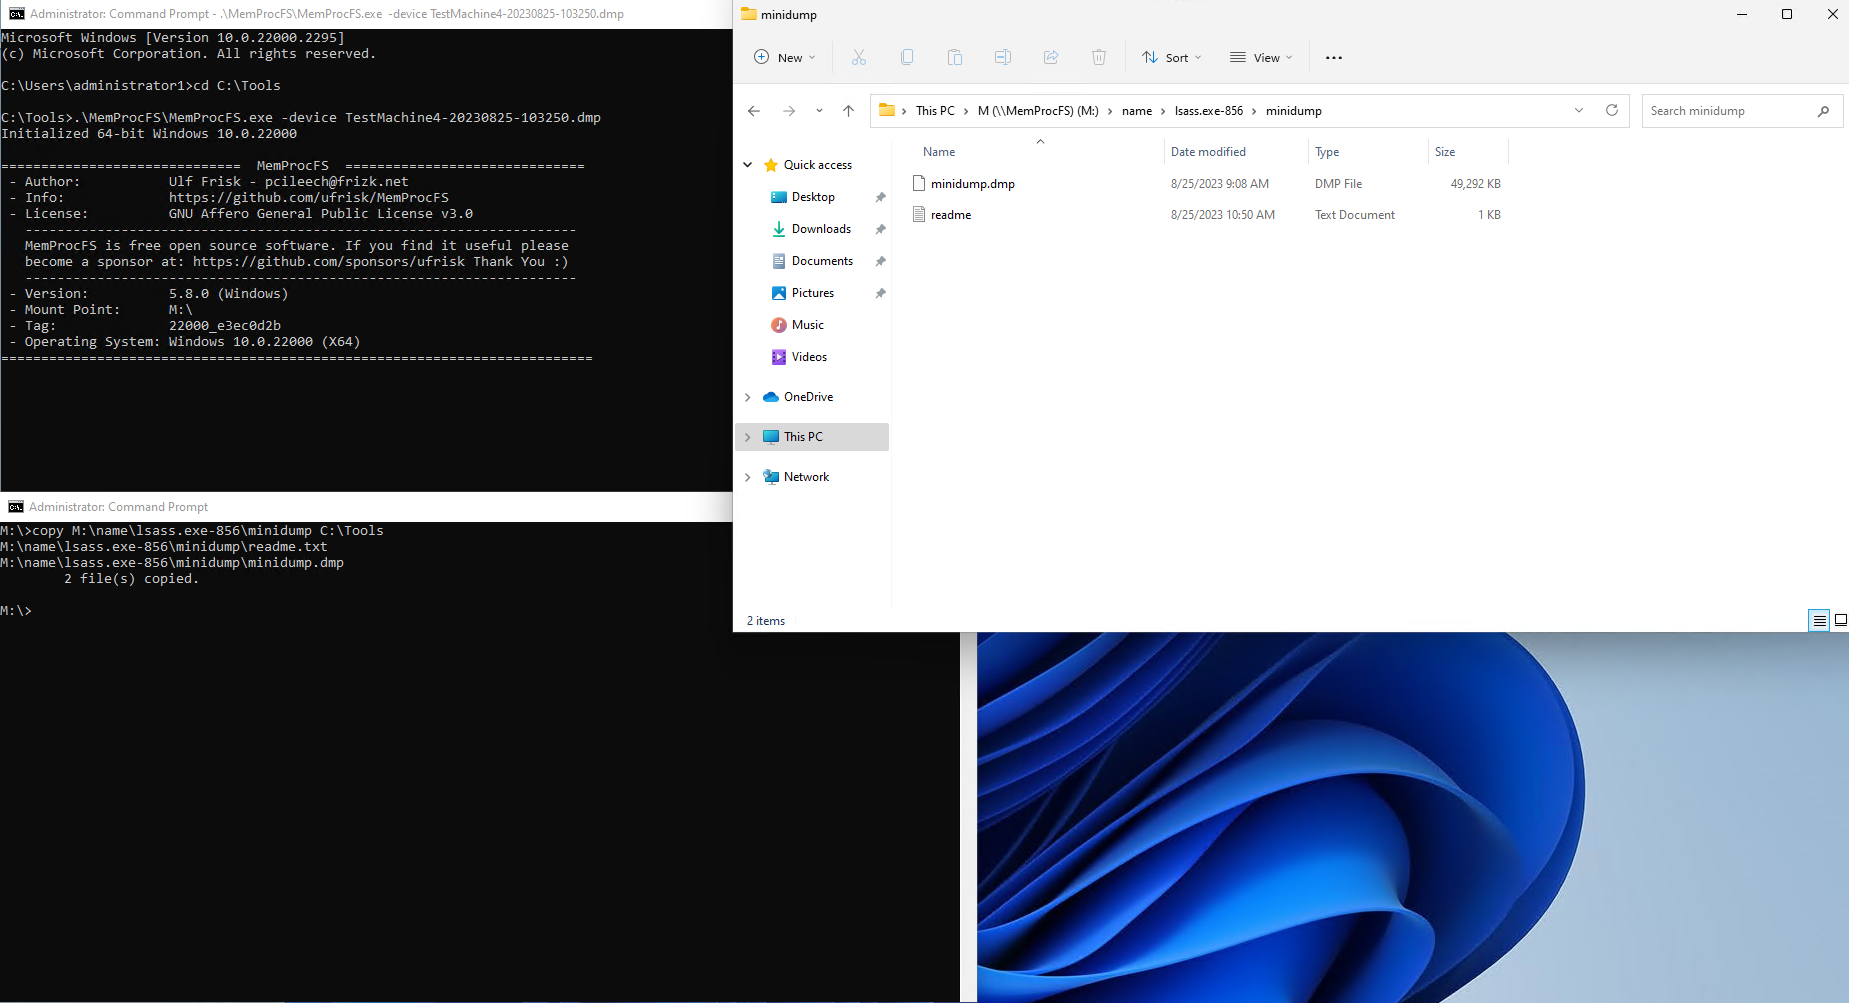 Administrator: Command Prompt - .\MemProcFS\MemProcFS.exe  -device TestMachine4-20230825-103250.dmp
Microsoft Windows [Version 10.0.22000.2295]
(c) Microsoft Corporation. All rights reserved.
C:\Users\administrator1>cd C:\Tools
C:\Tools>.\MemProcFS\MemProcFS.exe -device TestMachine4-20230825-103250.dmp
Initialized 64-bit Windows 10.0.22000
==============================  MemProcFS  ==============================
- Author:           Ulf Frisk - pcileech@frizk.net
- Info:             https://github.com/ufrisk/MemProcFS
- License:          GNU Affero General Public License v3.0
---------------------------------------------------------------------
MemProcFS is free open source software. If you find it useful please
become a sponsor at: https://github.com/sponsors/ufrisk Thank You :)
---------------------------------------------------------------------
- Version:          5.8.0 (Windows)
- Mount Point:      M:\
- Tag:              22000_e3ec0d2b
- Operating System: Windows 10.0.22000 (X64)
==========================================================================
Administrator: Command Prompt
M:\>copy M:\name\lsass.exe-856\minidump C:\Tools
M:\name\lsass.exe-856\minidump\readme.txt
M:\name\lsass.exe-856\minidump\minidump.dmp
        2 file(s) copied.
M:\>
minidump
New
Sort
View
This PC > M (\\MemProcFS) (M:) > name > lsass.exe-856 > minidump
Search minidump
Name Date modified Type Size
minidump.dmp 8/25/2023 9:08 AM DMP File 49,292 KB
readme 8/25/2023 10:50 AM Text Document 1 KB
Quick access
Desktop
Downloads
Documents
Pictures
Music
Videos
OneDrive
This PC
Network
2 items